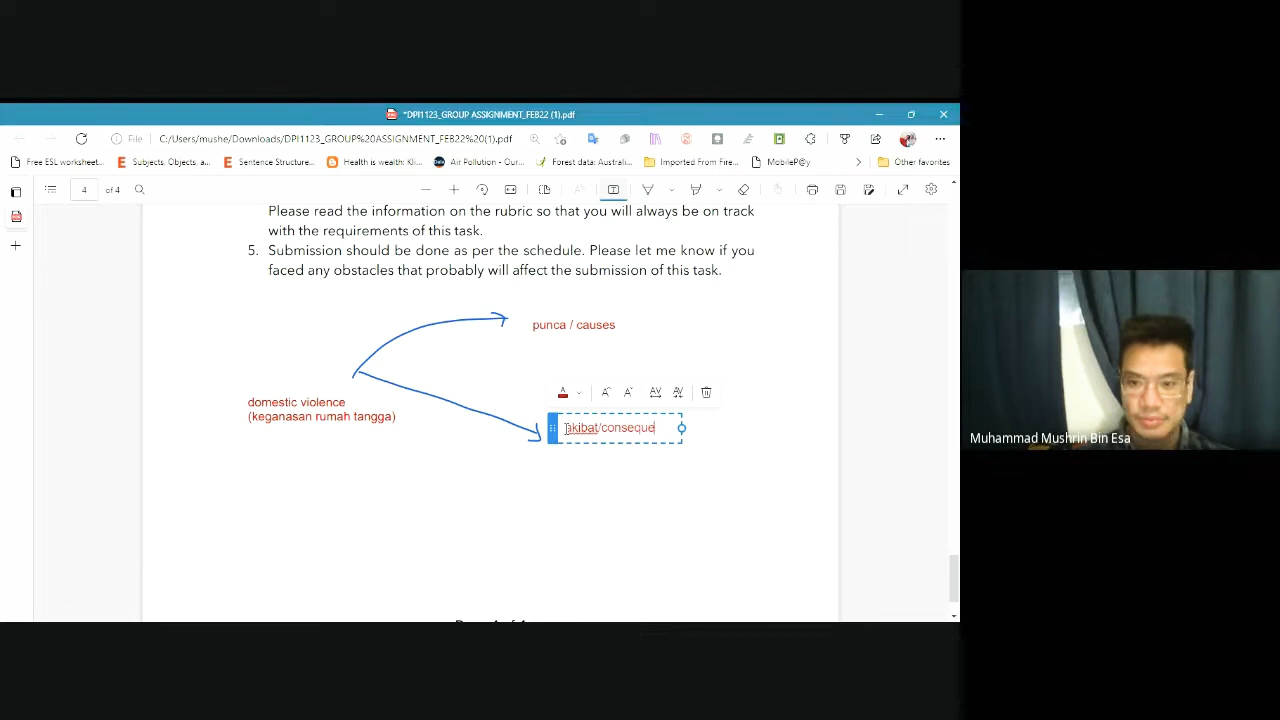 *DPI1123_GROUP ASSIGNMENT_FEB22 (1).pdf
File C:/Users/mushe/Downloads/DPI1123_GROUP%20ASSIGNMENT_FEB22%20(1).pdf
Free ESL worksheet... Subjects. Objects, a... Sentence Structure... Health is wealth: Kli... Air Pollution - Our... Forest data: Australi... Imported From Fire... MobileP@y Other favorites
4 of 4
Please read the information on the rubric so that you will always be on track
with the requirements of this task.
5. Submission should be done as per the schedule. Please let me know if you
faced any obstacles that probably will affect the submission of this task.
punca / causes
domestic violence
(keganasan rumah tangga)
akibat/conseque
Muhammad Mushrin Bin Esa